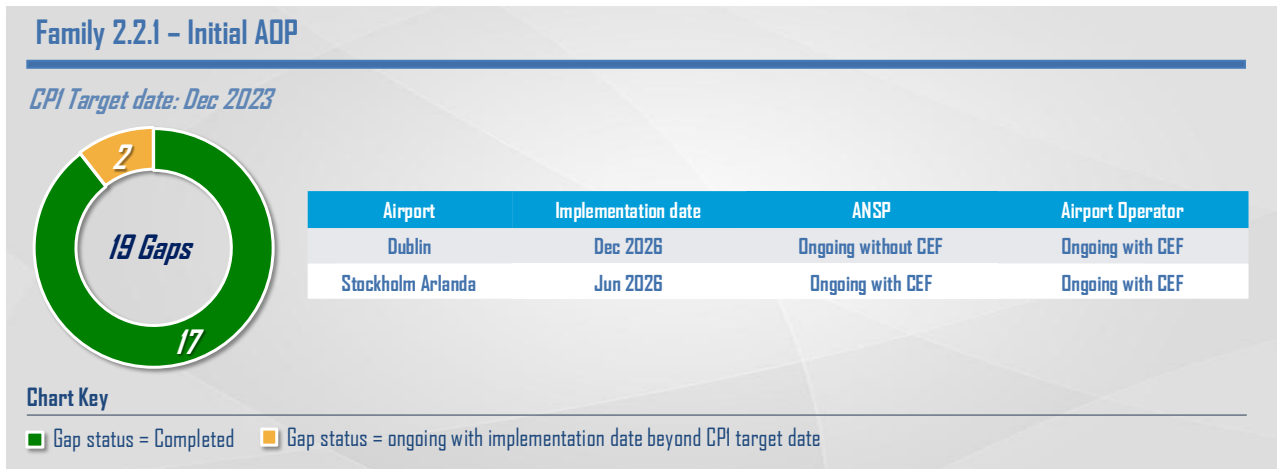 Family 2.2.1 – Initial AOP
CP1 Target date: Dec 2023
2
19 Gaps
17
Airport Implementation date ANSP Airport Operator
Dublin Dec 2026 Ongoing without CEF Ongoing with CEF
Stockholm Arlanda Jun 2026 Ongoing with CEF Ongoing with CEF
Chart Key
Gap status = Completed Gap status = ongoing with implementation date beyond CP1 target date